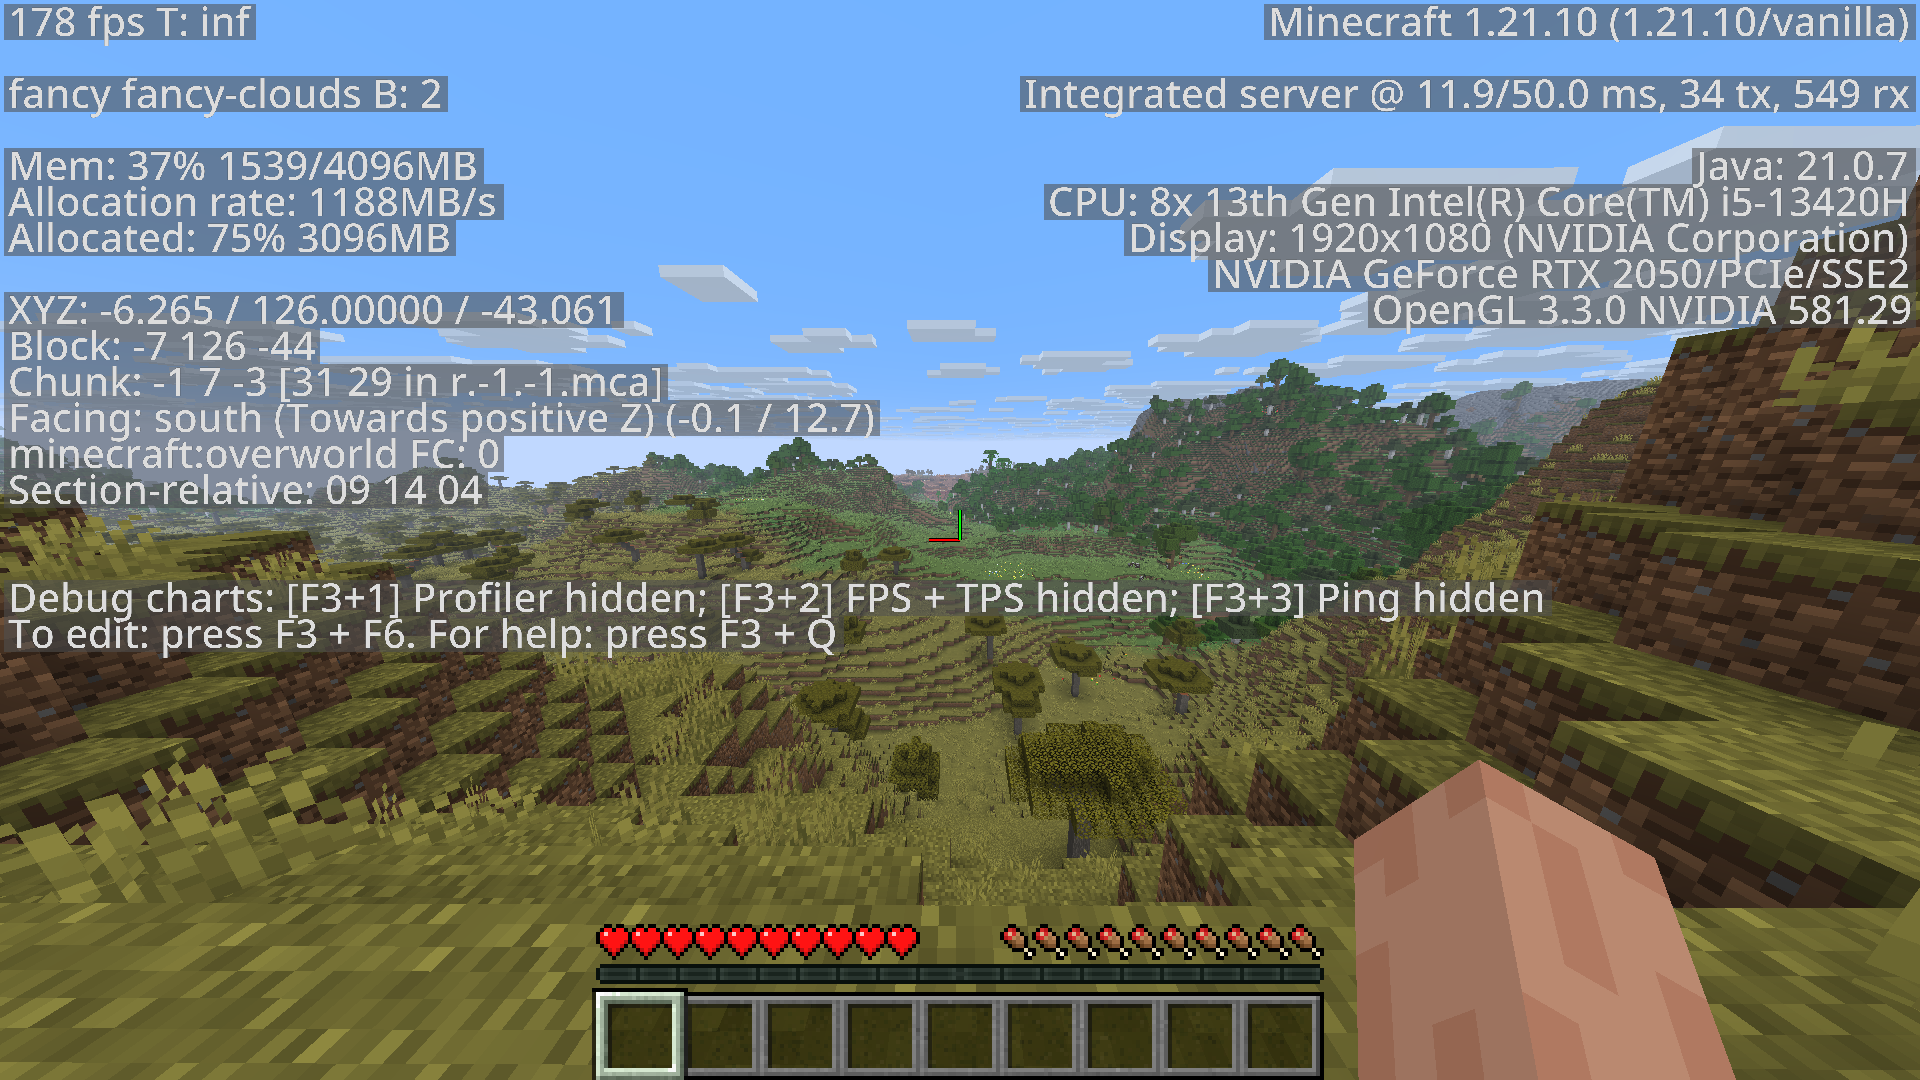 178 fps T: inf
fancy fancy-clouds B: 2
Mem: 37% 1539/4096MB
Allocation rate: 1188MB/s
Allocated: 75% 3096MB
XYZ: -6.265 / 126.00000 / -43.061
Block: -7 126 -44
Chunk: -1 7 -3 [31 29 in r.-1.-1.mca]
Facing: south (Towards positive Z) (-0.1 / 12.7)
minecraft:overworld FC: 0
Section-relative: 09 14 04
Debug charts: [F3+1] Profiler hidden; [F3+2] FPS + TPS hidden; [F3+3] Ping hidden
To edit: press F3 + F6. For help: press F3 + Q
Minecraft 1.21.10 (1.21.10/vanilla)
Integrated server @ 11.9/50.0 ms, 34 tx, 549 rx
Java: 21.0.7
CPU: 8x 13th Gen Intel(R) Core(TM) i5-13420H
Display: 1920x1080 (NVIDIA Corporation)
NVIDIA GeForce RTX 2050/PCIe/SSE2
OpenGL 3.3.0 NVIDIA 581.29